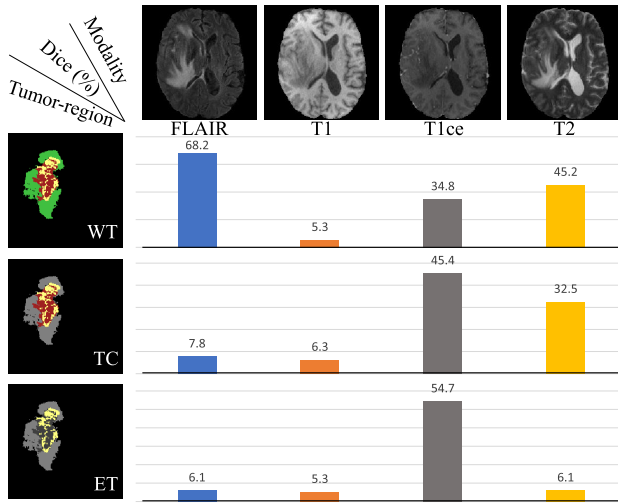 Modality
Dice (%)
Tumor-region
FLAIR T1 T1ce T2
68.2 5.3 34.8 45.2
WT
7.8 6.3 45.4 32.5
TC
6.1 5.3 54.7 6.1
ET